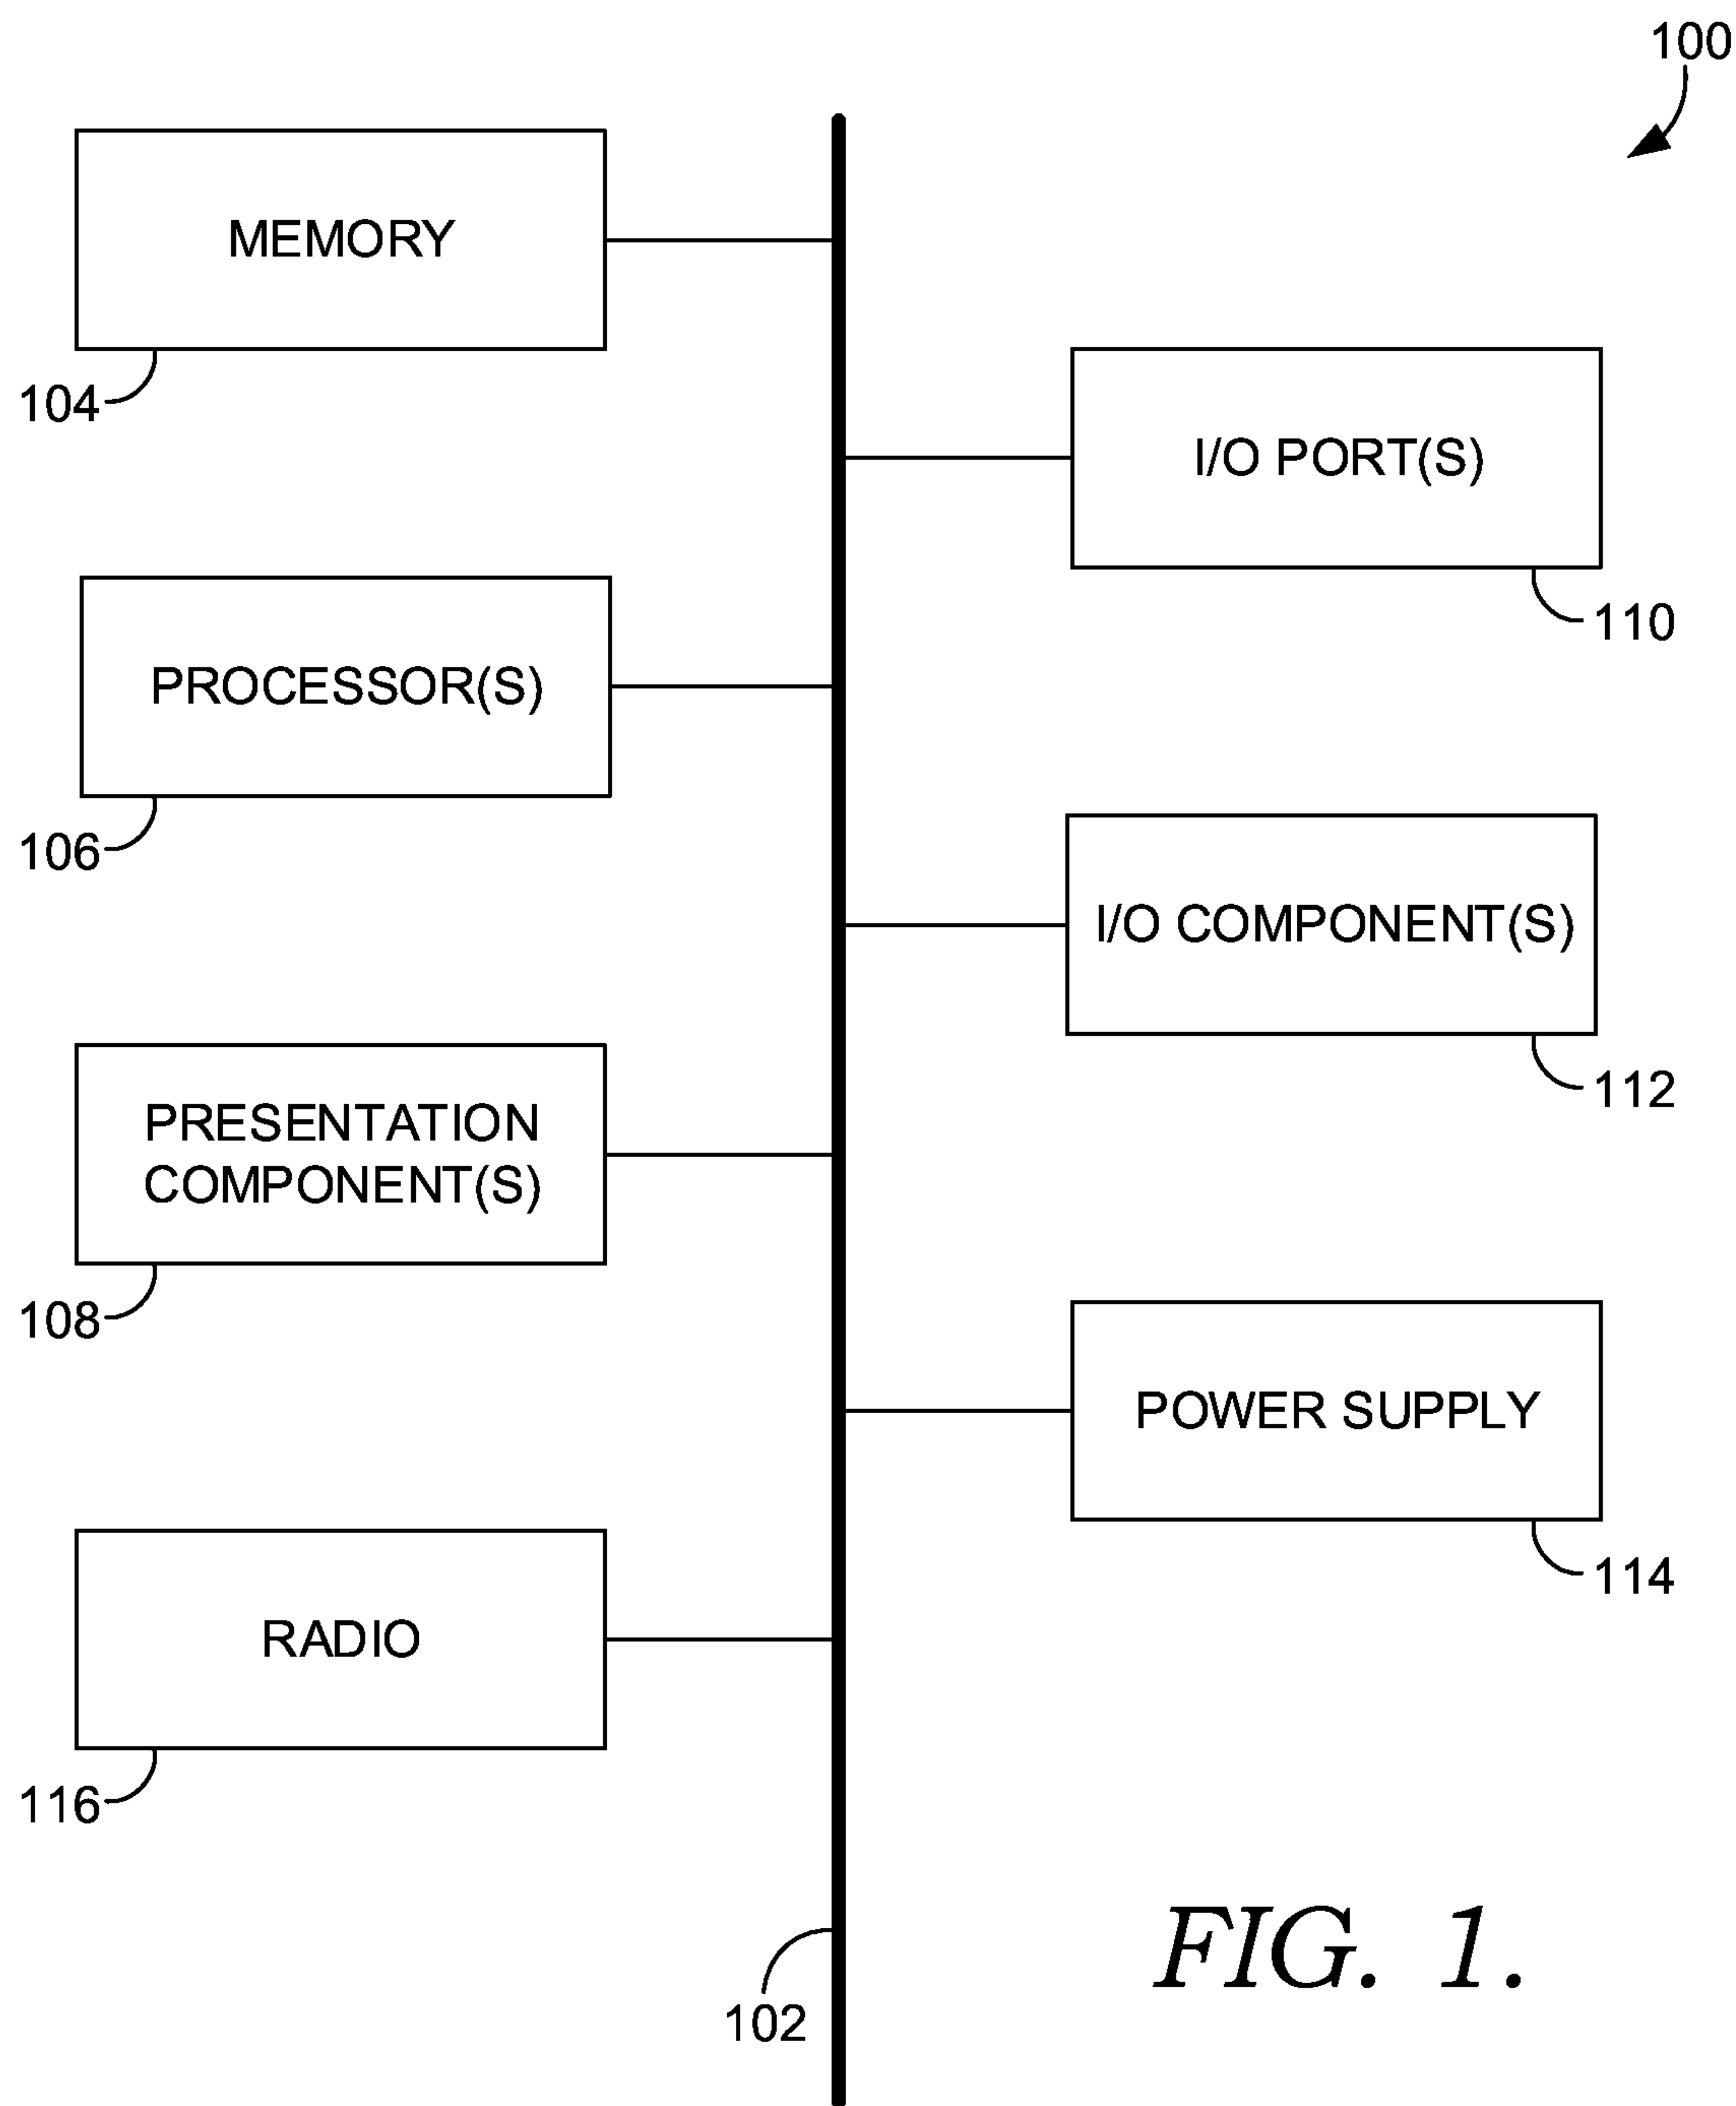 100
MEMORY
104
I/O PORT(S)
110
PROCESSOR(S)
106
I/O COMPONENT(S)
112
PRESENTATION
COMPONENT(S)
108
POWER SUPPLY
114
RADIO
116
102
FIG. 1.